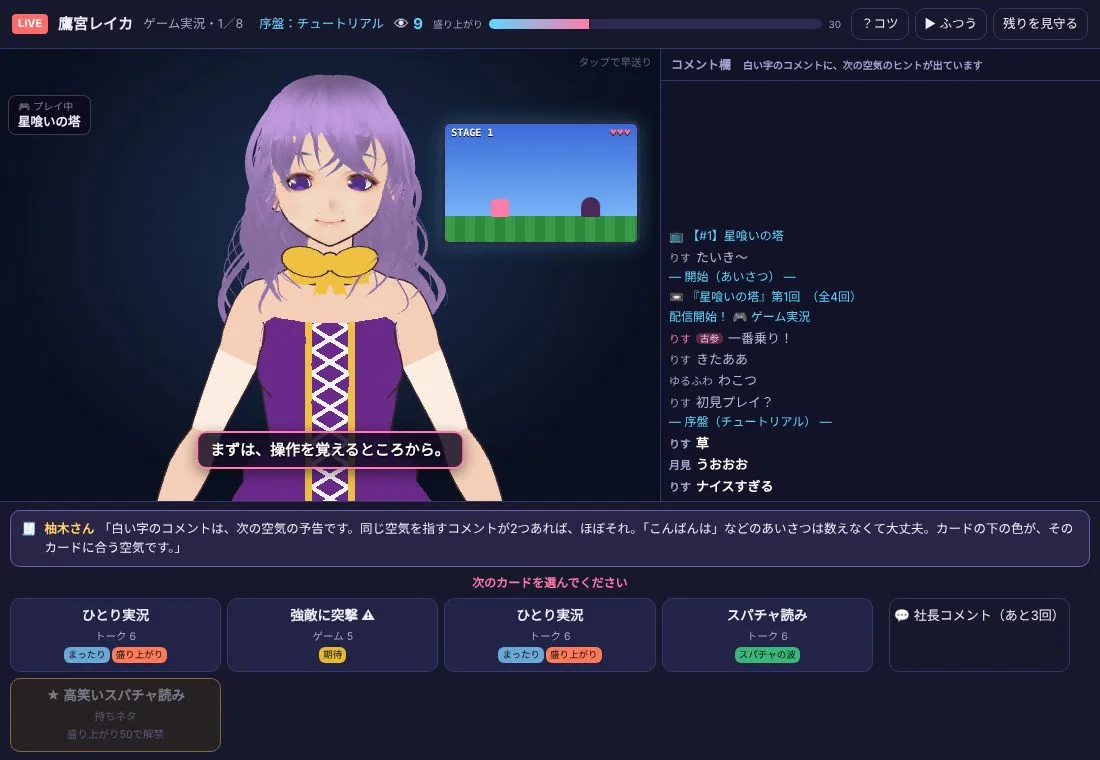 LIVE 鷹宮レイカ ゲーム実況・1／8 序盤：チュートリアル 9 盛り上がり 30 ？コツ ▶ ふつう 残りを見守る
タップで早送り
プレイ中
星喰いの塔
STAGE 1
まずは、操作を覚えるところから。
コメント欄 白い字のコメントに、次の空気のヒントが出ています
【#1】星喰いの塔
りす たいき〜
— 開始（あいさつ） —
『星喰いの塔』第1回 （全4回）
配信開始！ ゲーム実況
りす 古参 一番乗り！
りす きたああ
ゆるふわ わこつ
りす 初見プレイ？
— 序盤（チュートリアル） —
りす 草
月見 うおおお
りす ナイスすぎる
柚木さん 「白い字のコメントは、次の空気の予告です。同じ空気を指すコメントが2つあれば、ほぼそれ。「こんばんは」などのあいさつは数えなくて大丈夫。カードの下の色が、その
カードに合う空気です。」
次のカードを選んでください
ひとり実況
トーク 6
まったり 盛り上がり
強敵に突撃 ⚠
ゲーム 5
期待
ひとり実況
トーク 6
まったり 盛り上がり
スパチャ読み
トーク 6
スパチャの波
社長コメント（あと3回）
★ 高笑いスパチャ読み
持ちネタ
盛り上がり50で解禁